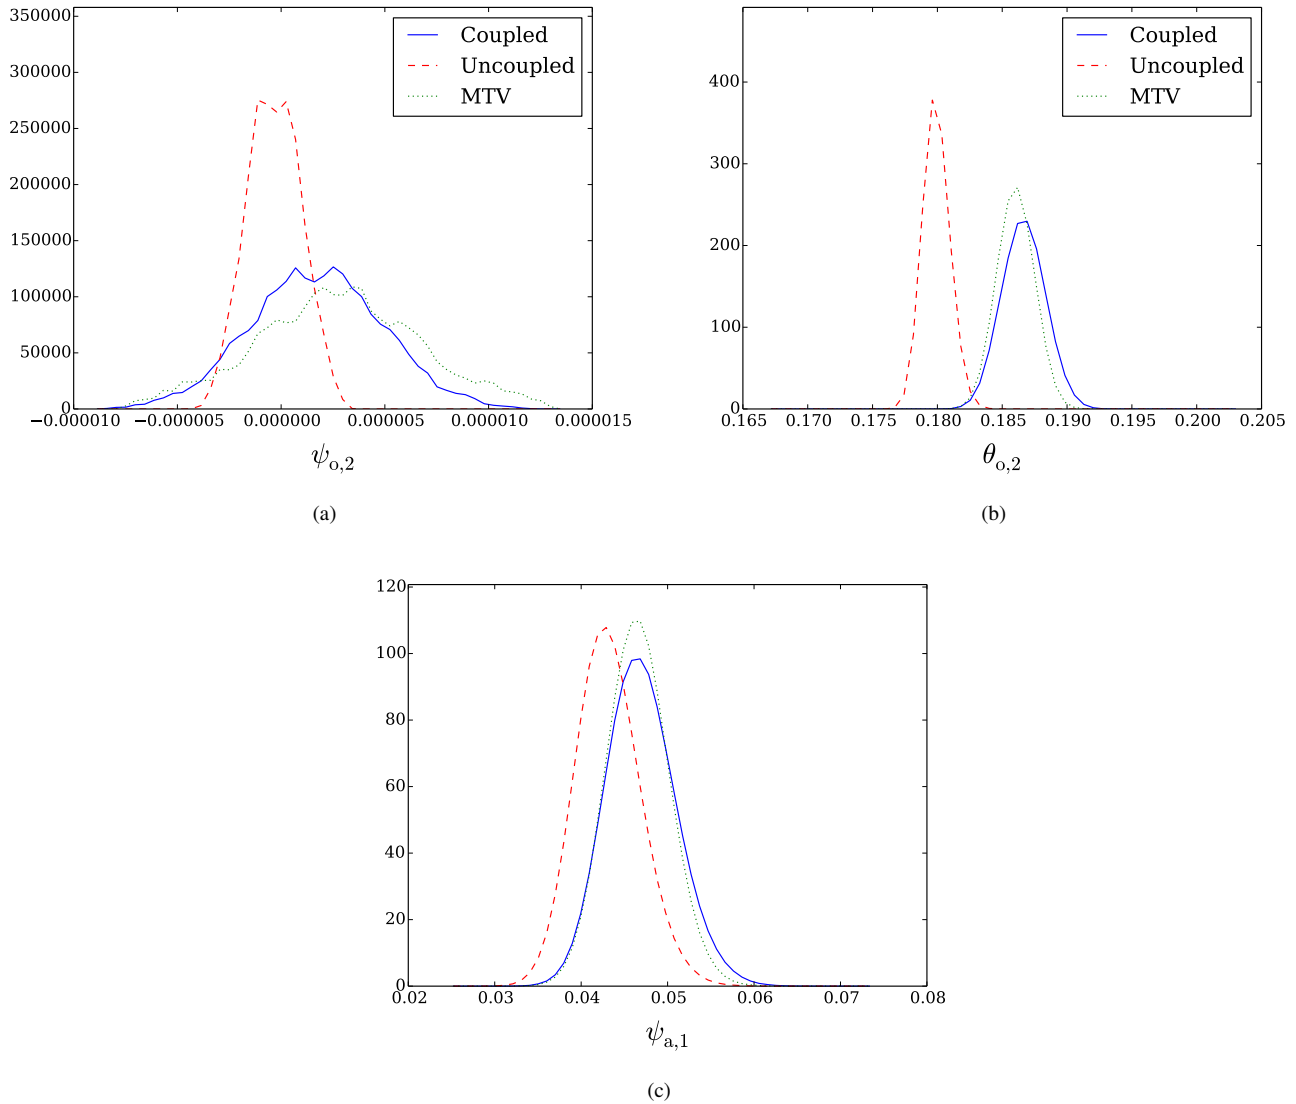 350000
300000
250000
200000
150000
100000
50000
0
−0.000010 −0.000005 0.000000 0.000005 0.000010 0.000015
Coupled
Uncoupled
MTV
ψo,2
(a)
400
300
200
100
0
0.165 0.170 0.175 0.180 0.185 0.190 0.195 0.200 0.205
Coupled
Uncoupled
MTV
θo,2
(b)
120
100
80
60
40
20
0
0.02 0.03 0.04 0.05 0.06 0.07 0.08
ψa,1
(c)